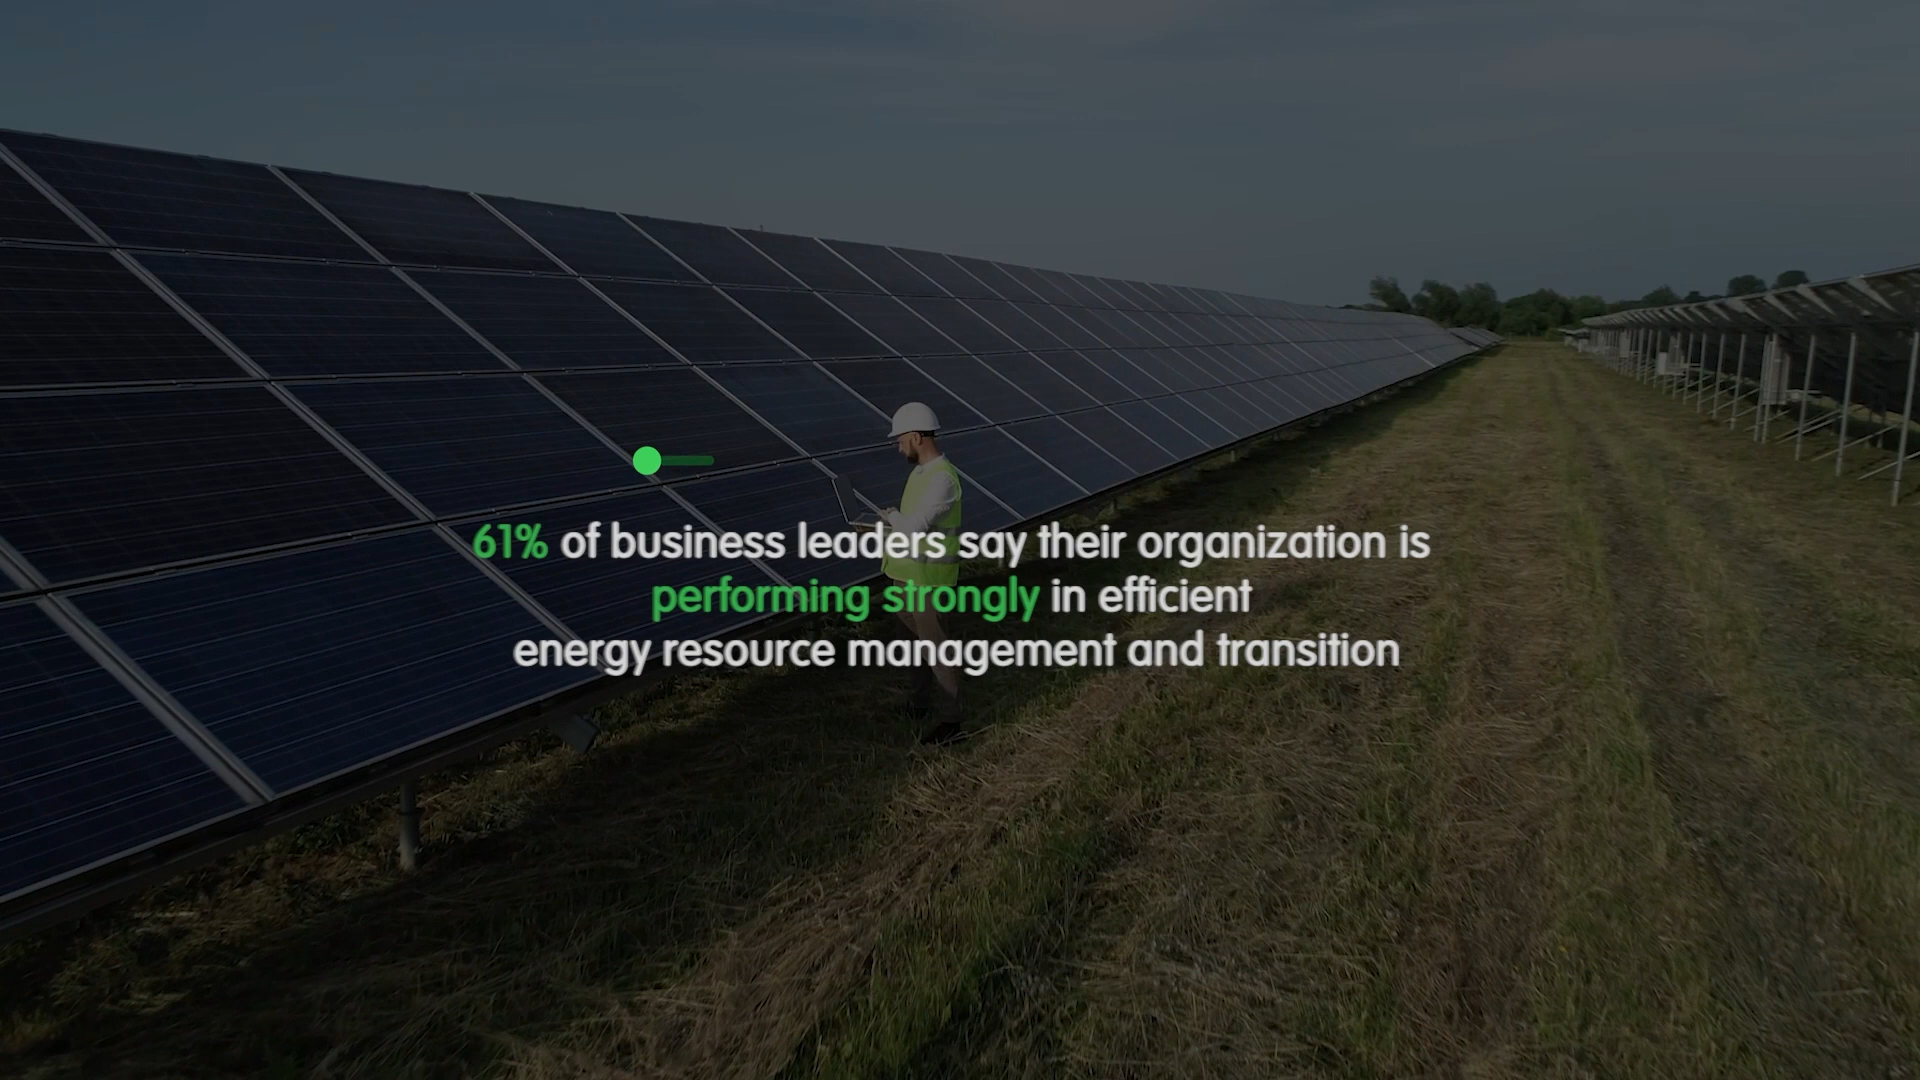 61% of business leaders say their organization is
performing strongly in efficient
energy resource management and transition